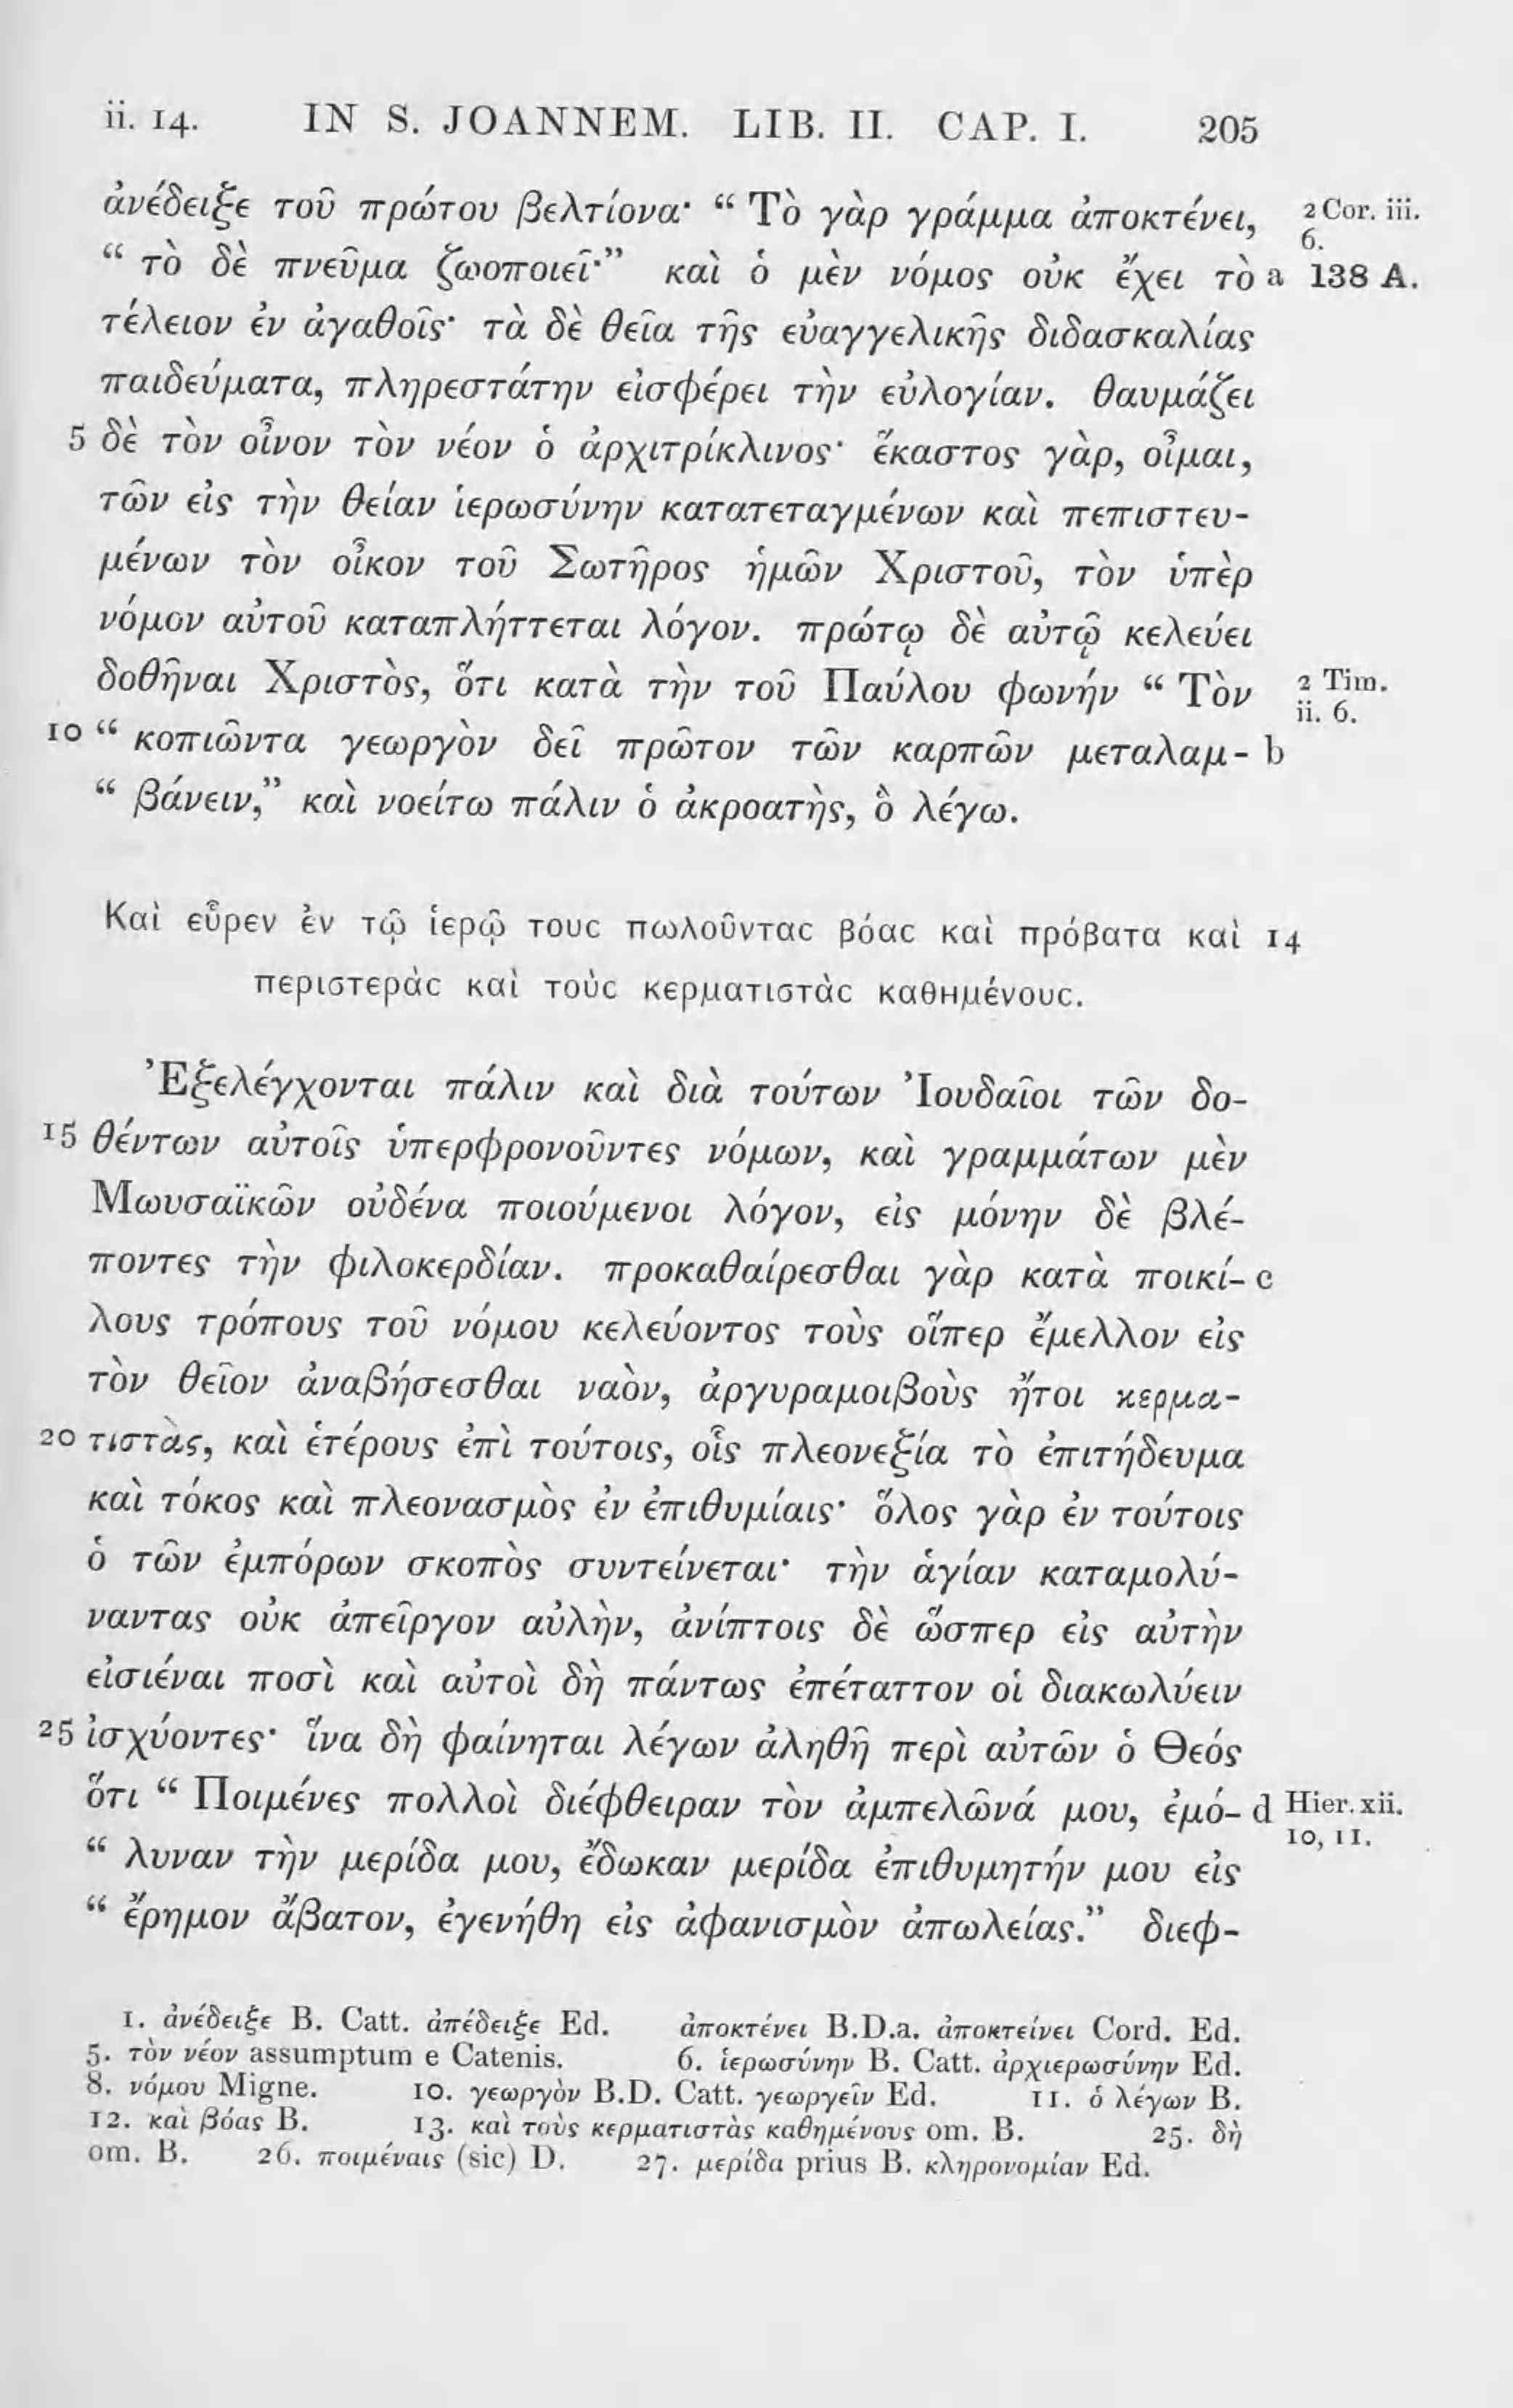 ii. 14. IN S. JOANNEM. LIB. II. CAP. I. 205
ἀνέδειξε τοῦ πρώτου βελτίονα· “ Τὸ γὰρ γράμμα ἀποκτένει, 2 Cor. iii.
6.
“ τὸ δὲ πνεῦμα ζωοποιεῖ·” καὶ ὁ μὲν νόμος οὐκ ἔχει τὸ a 138 A.
τέλειον ἐν ἀγαθοῖς· τὰ δὲ θεῖα τῆς εὐαγγελικῆς διδασκαλίας
παιδεύματα, πληρεστάτην εἰσφέρει τὴν εὐλογίαν. θαυμάζει
5 δὲ τὸν οἶνον τὸν νέον ὁ ἀρχιτρίκλινος· ἕκαστος γὰρ, οἶμαι,
τῶν εἰς τὴν θείαν ἱερωσύνην κατατεταγμένων καὶ πεπιστευ-
μένων τὸν οἶκον τοῦ Σωτῆρος ἡμῶν Χριστοῦ, τὸν ὑπὲρ
νόμον αὐτοῦ καταπλήττεται λόγον. πρώτῳ δὲ αὐτῷ κελεύει
δοθῆναι Χριστὸς, ὅτι κατὰ τὴν τοῦ Παύλου φωνήν “ Τὸν 2 Tim.
ii. 6.
10 “ κοπιῶντα γεωργὸν δεῖ πρῶτον τῶν καρπῶν μεταλαμ- b
“ βάνειν,” καὶ νοείτω πάλιν ὁ ἀκροατὴς, ὃ λέγω.
Καὶ εὗρεν ἐν τῷ ἱερῷ τους πωλοῦντας βόας καὶ πρόβατα καὶ 14
περιστερὰς καὶ τοὺς κερματιστὰς καθημένους.
Ἐξελέγχονται πάλιν καὶ διὰ τούτων Ἰουδαῖοι τῶν δο-
15 θέντων αὐτοῖς ὑπερφρονοῦντες νόμων, καὶ γραμμάτων μὲν
Μωυσαϊκῶν οὐδένα ποιούμενοι λόγον, εἰς μόνην δὲ βλέ-
ποντες τὴν φιλοκερδίαν. προκαθαίρεσθαι γὰρ κατὰ ποικί- c
λους τρόπους τοῦ νόμου κελεύοντος τοὺς οἵπερ ἔμελλον εἰς
τὸν θεῖον ἀναβήσεσθαι ναὸν, ἀργυραμοιβοὺς ἤτοι κερμα-
20 τιστὰς, καὶ ἑτέρους ἐπὶ τούτοις, οἷς πλεονεξία τὸ ἐπιτήδευμα
καὶ τόκος καὶ πλεονασμὸς ἐν ἐπιθυμίαις· ὅλος γὰρ ἐν τούτοις
ὁ τῶν ἐμπόρων σκοπὸς συντείνεται· τὴν ἁγίαν καταμολύ-
ναντας οὐκ ἀπεῖργον αὐλὴν, ἀνίπτοις δὲ ὥσπερ εἰς αὐτὴν
εἰσιέναι ποσὶ καὶ αὐτοὶ δὴ πάντως ἐπέταττον οἱ διακωλύειν
25 ἰσχύοντες· ἵνα δὴ φαίνηται λέγων ἀληθῆ περὶ αὐτῶν ὁ Θεός
ὅτι “ Ποιμένες πολλοὶ διέφθειραν τὸν ἀμπελῶνά μου, ἐμό- d Hier. xii.
10, 11.
“ λυναν τὴν μερίδα μου, ἔδωκαν μερίδα ἐπιθυμητήν μου εἰς
“ ἔρημον ἄβατον, ἐγενήθη εἰς ἀφανισμὸν ἀπωλείας.” διεφ-
1. ἀνέδειξε B. Catt. ἀπέδειξε Ed. ἀποκτένει B.D.a. ἀποκτείνει Cord. Ed.
5. τὸν νέον assumptum e Catenis. 6. ἱερωσύνην B. Catt. ἀρχιερωσύνην Ed.
8. νόμου Migne. 10. γεωργὸν B.D. Catt. γεωργεῖν Ed. 11. ὁ λέγων B.
12. καὶ βόας B. 13. καὶ τοὺς κερματιστὰς καθημένους om. B. 25. δὴ
om. B. 26. ποιμέναις (sic) D. 27. μερίδα prius B. κληρονομίαν Ed.